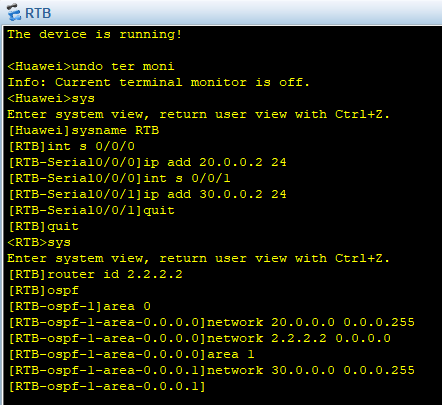 RTB
The device is running!
<Huawei>undo ter moni
Info: Current terminal monitor is off.
<Huawei>sys
Enter system view, return user view with Ctrl+Z.
[Huawei]sysname RTB
[RTB]int s 0/0/0
[RTB-Serial0/0/0]ip add 20.0.0.2 24
[RTB-Serial0/0/0]int s 0/0/1
[RTB-Serial0/0/1]ip add 30.0.0.2 24
[RTB-Serial0/0/1]quit
[RTB]quit
<RTB>sys
Enter system view, return user view with Ctrl+Z.
[RTB]router id 2.2.2.2
[RTB]ospf
[RTB-ospf-1]area 0
[RTB-ospf-1-area-0.0.0.0]network 20.0.0.0 0.0.0.255
[RTB-ospf-1-area-0.0.0.0]network 2.2.2.2 0.0.0.0
[RTB-ospf-1-area-0.0.0.0]area 1
[RTB-ospf-1-area-0.0.0.1]network 30.0.0.0 0.0.0.255
[RTB-ospf-1-area-0.0.0.1]